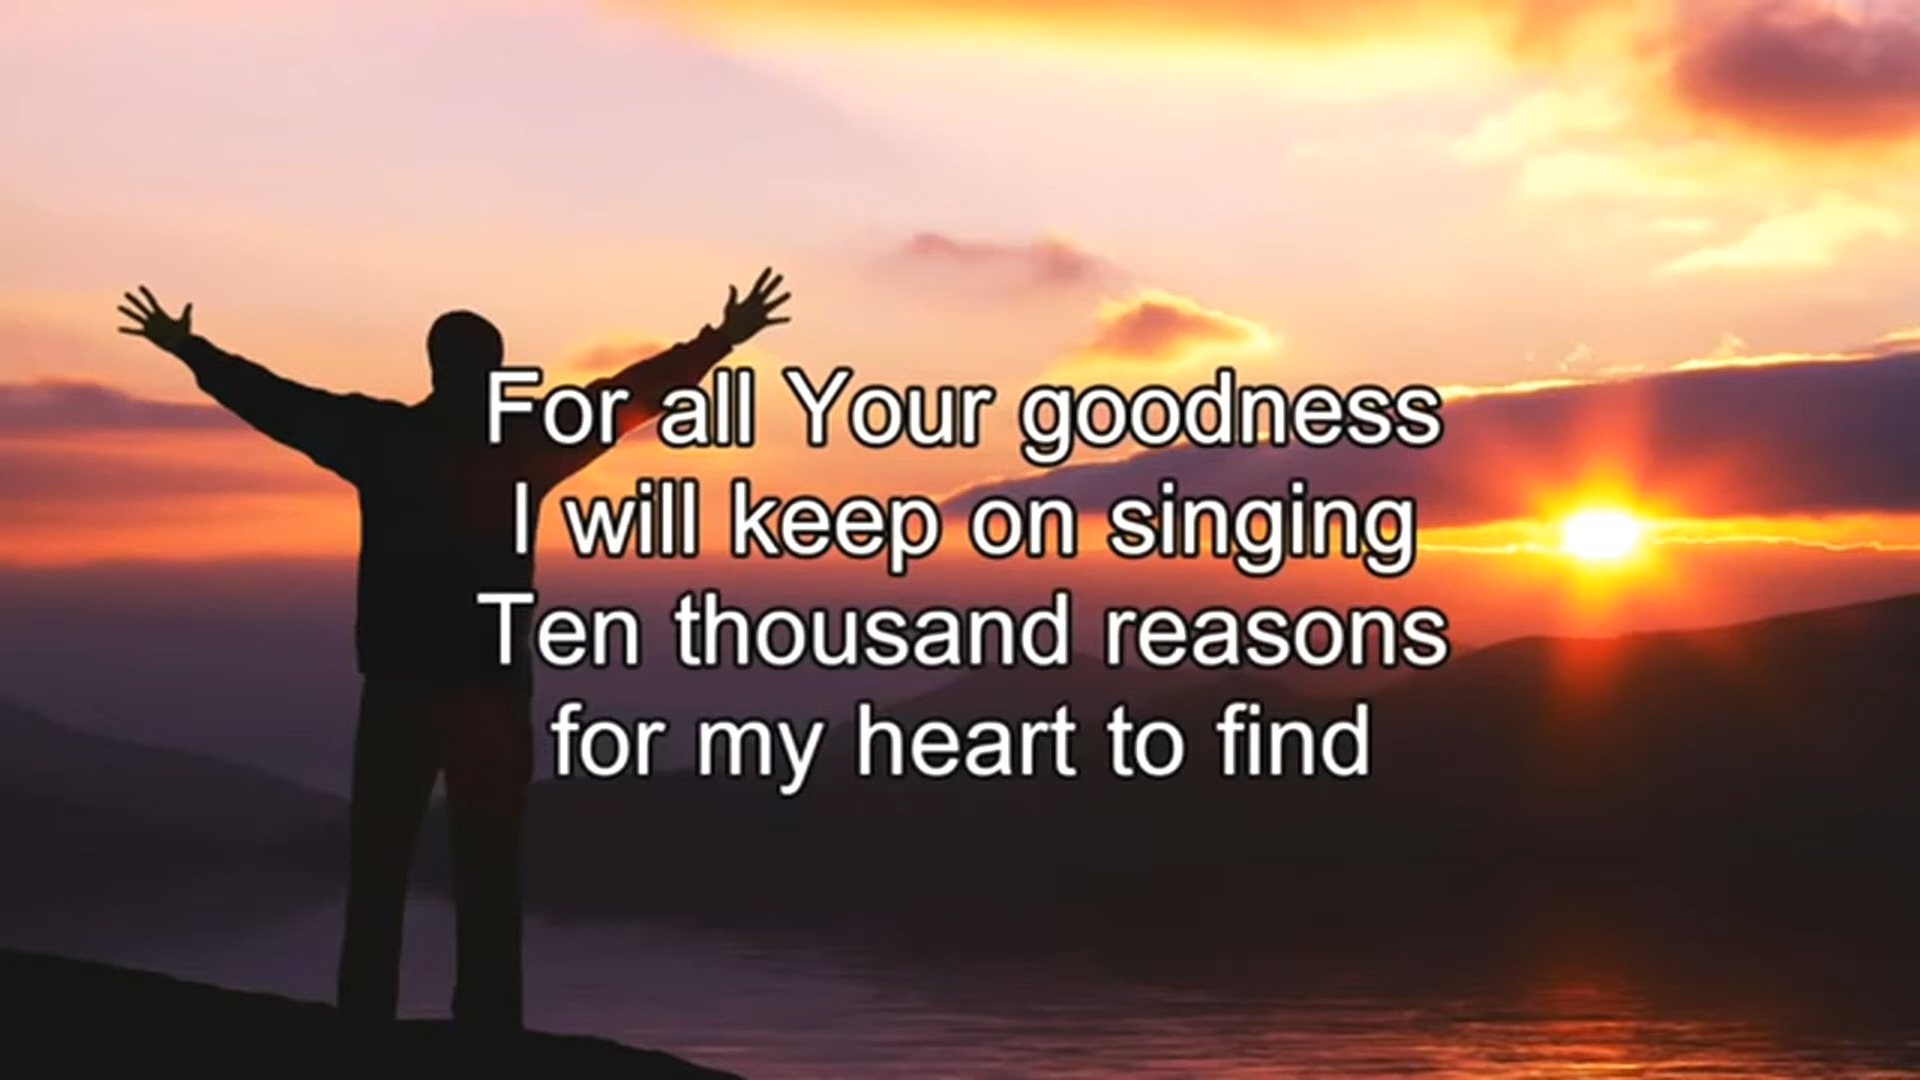 For all Your goodness
I will keep on singing
Ten thousand reasons
for my heart to find